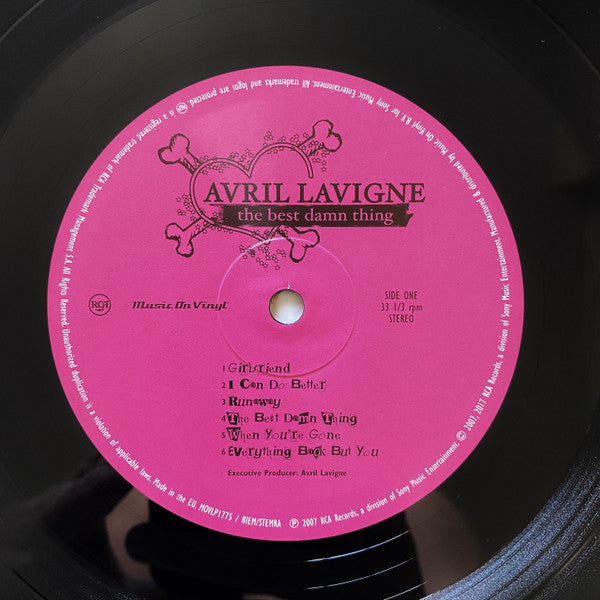 AVRIL LAVIGNE
the best damn thing
RCA
Music On Vinyl
SIDE ONE
33 1/3 rpm
STEREO
1 Girlfriend
2 I Can Do Better
3 Runaway
4 The Best Damn Thing
5 When You're Gone
6 Everything Back But You
Executive Producer: Avril Lavigne
℗ 2007 RCA Records, a division of Sony Music Entertainment. © 2007, 2017 RCA Records, a division of Sony Music Entertainment. Manufactured & distributed by Music On Vinyl B.V. for Sony Music Entertainment. All trademarks and logos are protected.
is a registered trademark of RCA Trademark Management S.A. All Rights Reserved. Unauthorized duplication is a violation of applicable laws. Made in the EU. MOVLP1775 / BIEM/STEMRA